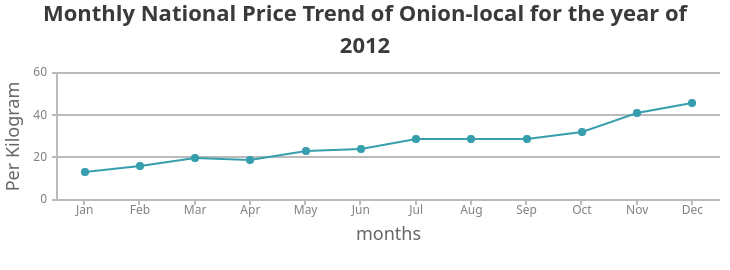 Monthly National Price Trend of Onion-local for the year of
2012
Per Kilogram
60
40
20
0
Jan Feb Mar Apr May Jun Jul Aug Sep Oct Nov Dec
months